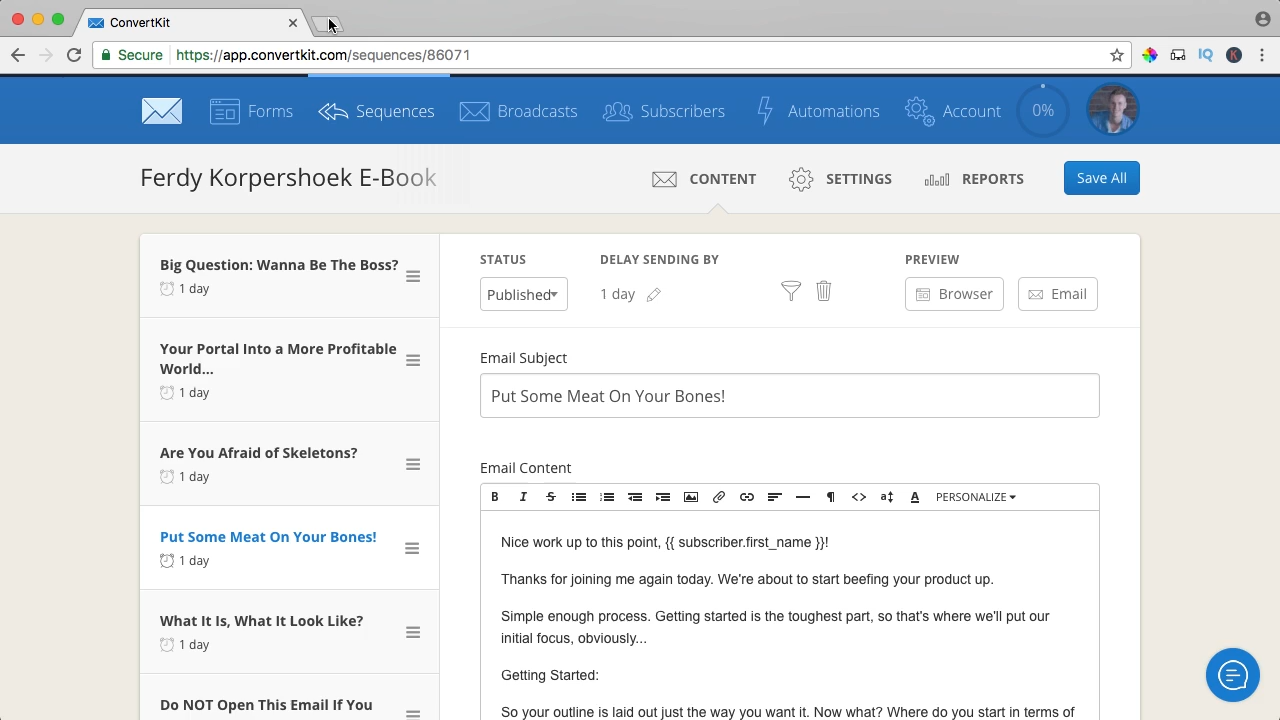 ConvertKit
Secure https://app.convertkit.com/sequences/86071
Forms Sequences Broadcasts Subscribers Automations Account 0%
Ferdy Korpershoek E-Book
CONTENT SETTINGS REPORTS Save All
Big Question: Wanna Be The Boss?
1 day
Your Portal Into a More Profitable
World...
1 day
Are You Afraid of Skeletons?
1 day
Put Some Meat On Your Bones!
1 day
What It Is, What It Look Like?
1 day
Do NOT Open This Email If You
STATUS DELAY SENDING BY PREVIEW
Published 1 day Browser Email
Email Subject
Put Some Meat On Your Bones!
Email Content
PERSONALIZE
Nice work up to this point, {{ subscriber.first_name }}!
Thanks for joining me again today. We're about to start beefing your product up.
Simple enough process. Getting started is the toughest part, so that's where we'll put our
initial focus, obviously...
Getting Started:
So your outline is laid out just the way you want it. Now what? Where do you start in terms of